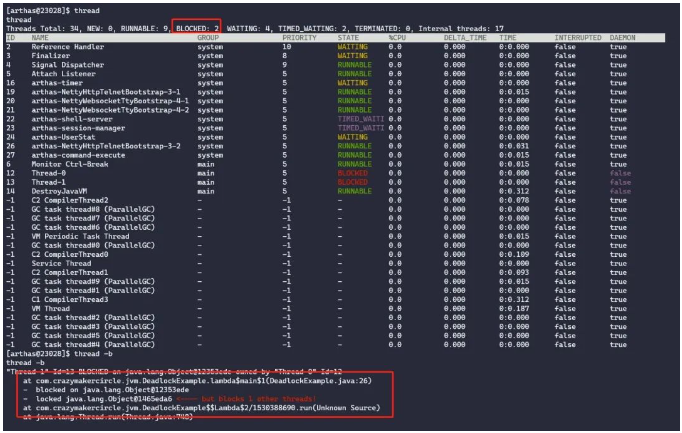 [arthas@23028]$ thread
thread
Threads Total: 34, NEW: 0, RUNNABLE: 9, BLOCKED: 2, WAITING: 4, TIMED_WAITING: 2, TERMINATED: 0, Internal threads: 17
ID NAME GROUP PRIORITY STATE %CPU DELTA_TIME TIME INTERRUPTED DAEMON
2 Reference Handler system 10 WAITING 0.0 0.000 0:0.000 false true
3 Finalizer system 8 WAITING 0.0 0.000 0:0.000 false true
4 Signal Dispatcher system 9 RUNNABLE 0.0 0.000 0:0.000 false true
5 Attach Listener system 5 RUNNABLE 0.0 0.000 0:0.000 false true
16 arthas-timer system 5 WAITING 0.0 0.000 0:0.000 false true
19 arthas-NettyHttpTelnetBootstrap-3-1 system 5 RUNNABLE 0.0 0.000 0:0.015 false true
20 arthas-NettyWebsocketTtyBootstrap-4-1 system 5 RUNNABLE 0.0 0.000 0:0.000 false true
21 arthas-NettyWebsocketTtyBootstrap-4-2 system 5 RUNNABLE 0.0 0.000 0:0.000 false true
22 arthas-shell-server system 5 TIMED_WAITI 0.0 0.000 0:0.000 false true
23 arthas-session-manager system 5 TIMED_WAITI 0.0 0.000 0:0.000 false true
24 arthas-UserStat system 5 WAITING 0.0 0.000 0:0.000 false true
26 arthas-NettyHttpTelnetBootstrap-3-2 system 5 RUNNABLE 0.0 0.000 0:0.031 false true
27 arthas-command-execute system 5 RUNNABLE 0.0 0.000 0:0.015 false true
6 Monitor Ctrl-Break main 5 RUNNABLE 0.0 0.000 0:0.015 false true
12 Thread-0 main 5 BLOCKED 0.0 0.000 0:0.000 false false
13 Thread-1 main 5 BLOCKED 0.0 0.000 0:0.000 false false
14 DestroyJavaVM main 5 RUNNABLE 0.0 0.000 0:0.312 false false
-1 C2 CompilerThread2 - -1 - 0.0 0.000 0:0.078 false true
-1 GC task thread#8 (ParallelGC) - -1 - 0.0 0.000 0:0.000 false true
-1 GC task thread#7 (ParallelGC) - -1 - 0.0 0.000 0:0.000 false true
-1 GC task thread#6 (ParallelGC) - -1 - 0.0 0.000 0:0.000 false true
-1 VM Periodic Task Thread - -1 - 0.0 0.000 0:0.015 false true
-1 GC task thread#0 (ParallelGC) - -1 - 0.0 0.000 0:0.000 false true
-1 C2 CompilerThread0 - -1 - 0.0 0.000 0:0.109 false true
-1 Service Thread - -1 - 0.0 0.000 0:0.000 false true
-1 C2 CompilerThread1 - -1 - 0.0 0.000 0:0.093 false true
-1 GC task thread#9 (ParallelGC) - -1 - 0.0 0.000 0:0.015 false true
-1 GC task thread#1 (ParallelGC) - -1 - 0.0 0.000 0:0.000 false true
-1 C1 CompilerThread3 - -1 - 0.0 0.000 0:0.312 false true
-1 VM Thread - -1 - 0.0 0.000 0:0.187 false true
-1 GC task thread#2 (ParallelGC) - -1 - 0.0 0.000 0:0.000 false true
-1 GC task thread#3 (ParallelGC) - -1 - 0.0 0.000 0:0.000 false true
-1 GC task thread#5 (ParallelGC) - -1 - 0.0 0.000 0:0.000 false true
-1 GC task thread#4 (ParallelGC) - -1 - 0.0 0.000 0:0.000 false true
[arthas@23028]$ thread -b
thread -b
"Thread-1" Id=13 BLOCKED on java.lang.Object@12353ede owned by "Thread-0" Id=12
at com.crazymakercircle.jvm.DeadlockExample.lambda$main$1(DeadlockExample.java:26)
- blocked on java.lang.Object@12353ede
- locked java.lang.Object@1465eda6 <---- but blocks 1 other threads!
at com.crazymakercircle.jvm.DeadlockExample$$Lambda$2/1530388690.run(Unknown Source)
at java.lang.Thread.run(Thread.java:748)